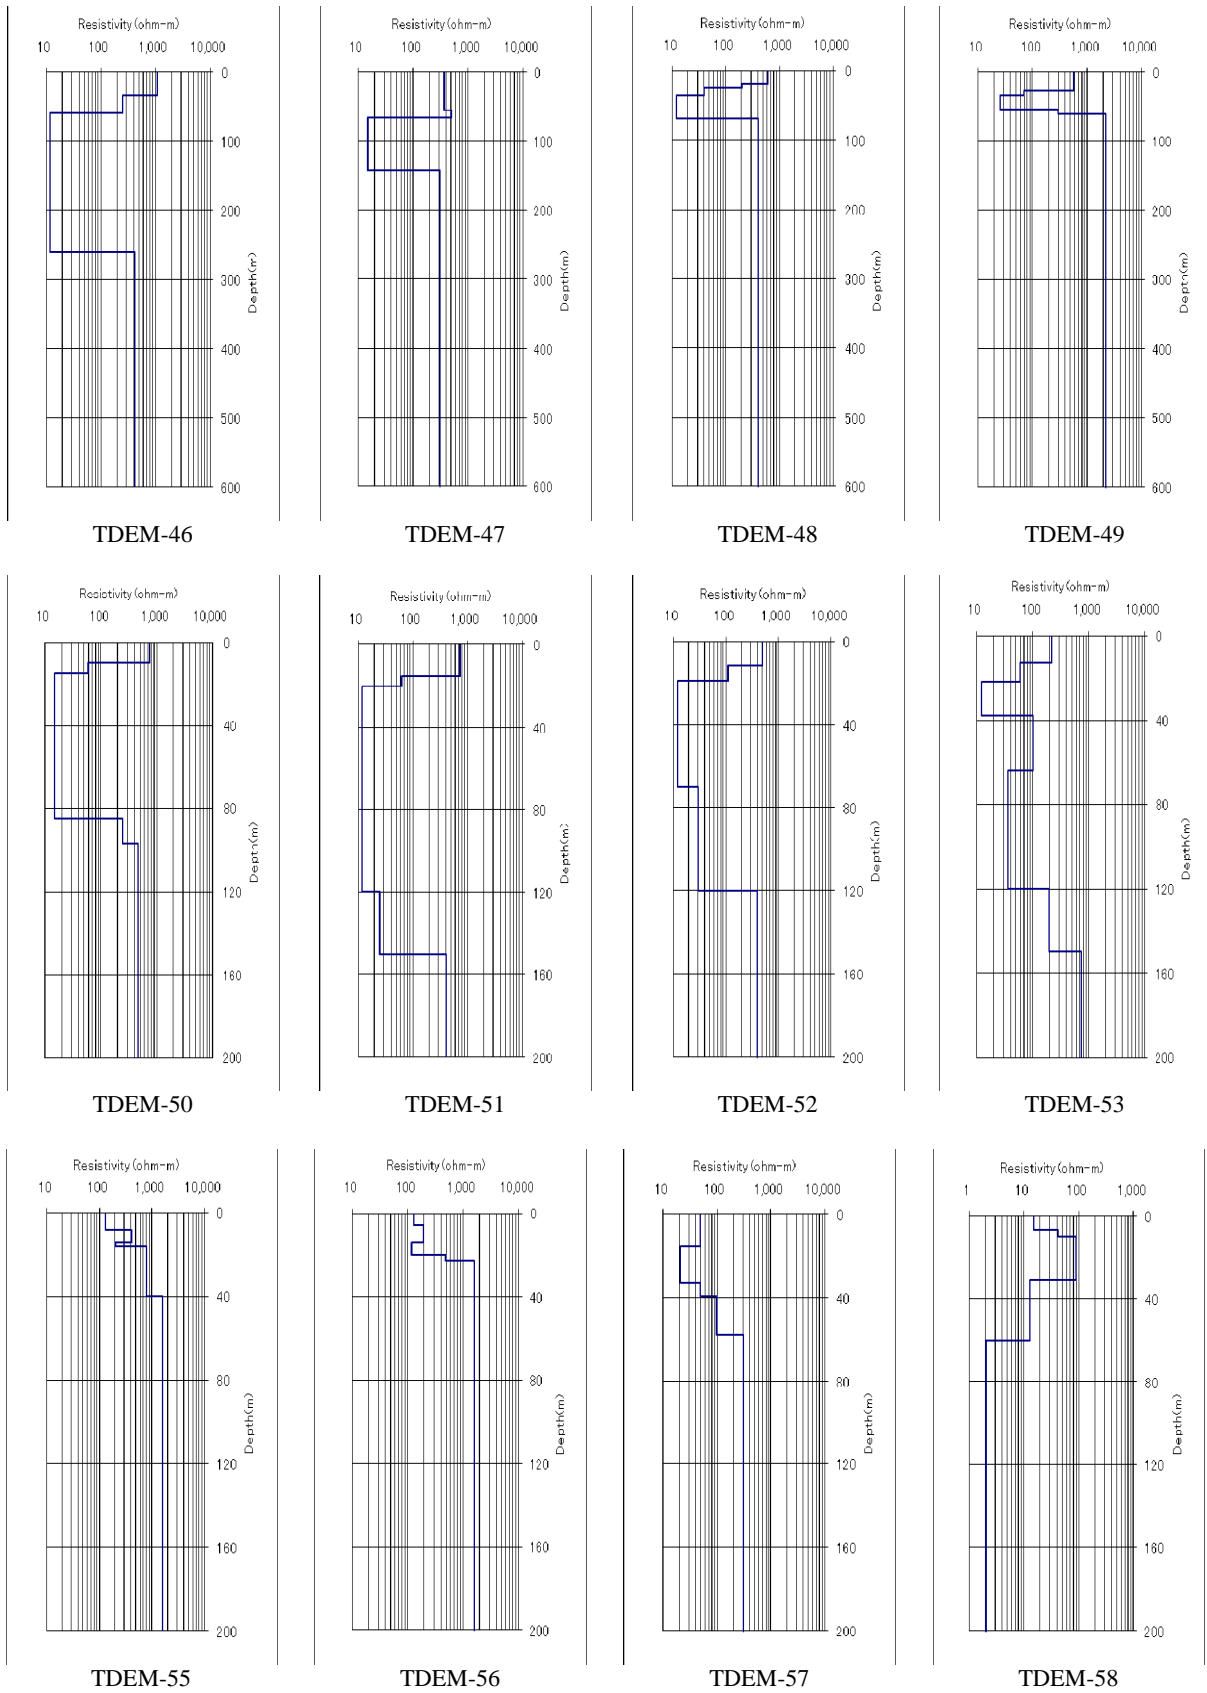 Resistivity (ohm-m)
10 100 1,000 10,000
0
100
200
300
400
500
600
Depth(m)
TDEM-46
Resistivity (ohm-m)
10 100 1,000 10,000
0
100
200
300
400
500
600
Depth(m)
TDEM-47
Resistivity (ohm-m)
10 100 1,000 10,000
0
100
200
300
400
500
600
Depth(m)
TDEM-48
Resistivity (ohm-m)
10 100 1,000 10,000
0
100
200
300
400
500
600
Depth(m)
TDEM-49
Resistivity (ohm-m)
10 100 1,000 10,000
0
40
80
120
160
200
Depth(m)
TDEM-50
Resistivity (ohm-m)
10 100 1,000 10,000
0
40
80
120
160
200
Depth(m)
TDEM-51
Resistivity (ohm-m)
10 100 1,000 10,000
0
40
80
120
160
200
Depth(m)
TDEM-52
Resistivity (ohm-m)
10 100 1,000 10,000
0
40
80
120
160
200
Depth(m)
TDEM-53
Resistivity (ohm-m)
10 100 1,000 10,000
0
40
80
120
160
200
Depth(m)
TDEM-55
Resistivity (ohm-m)
10 100 1,000 10,000
0
40
80
120
160
200
Depth(m)
TDEM-56
Resistivity (ohm-m)
10 100 1,000 10,000
0
40
80
120
160
200
Depth(m)
TDEM-57
Resistivity (ohm-m)
1 10 100 1,000
0
40
80
120
160
200
Depth(m)
TDEM-58